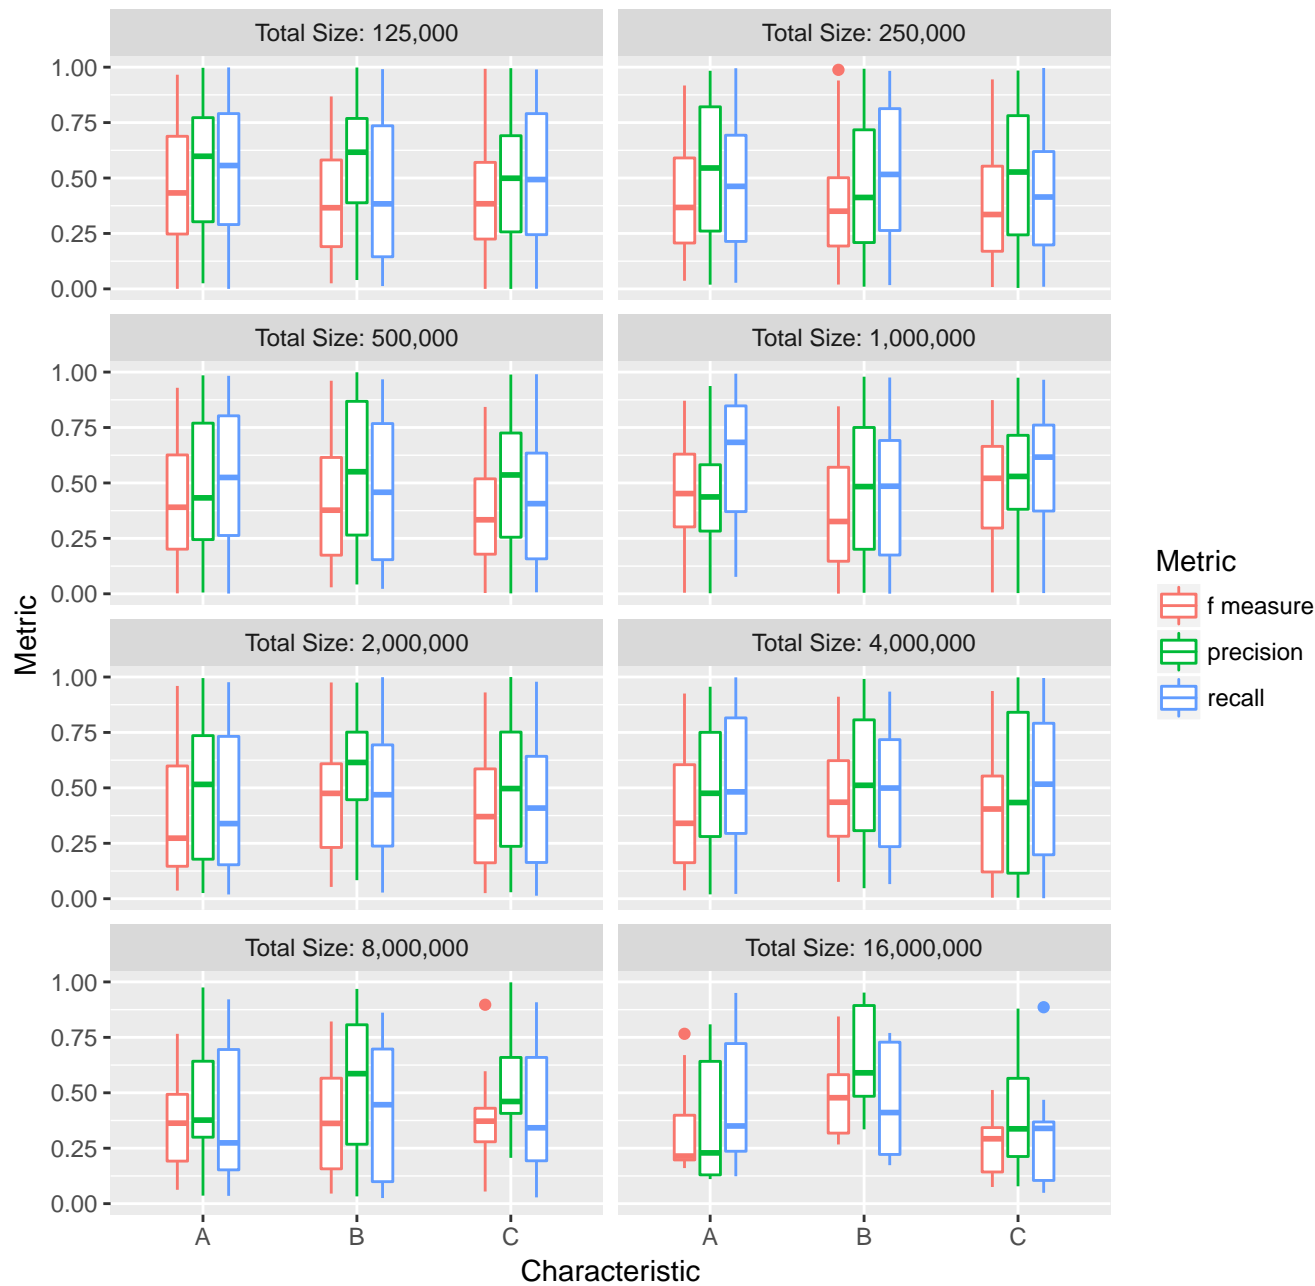 Total Size: 125,000
Total Size: 250,000
1.00
0.75
0.50
0.25
0.00
Total Size: 500,000
Total Size: 1,000,000
1.00
0.75
0.50
0.25
0.00
Total Size: 2,000,000
Total Size: 4,000,000
1.00
0.75
0.50
0.25
0.00
Total Size: 8,000,000
Total Size: 16,000,000
1.00
0.75
0.50
0.25
0.00
A B C
A B C
Characteristic
Metric
Metric
f measure
precision
recall